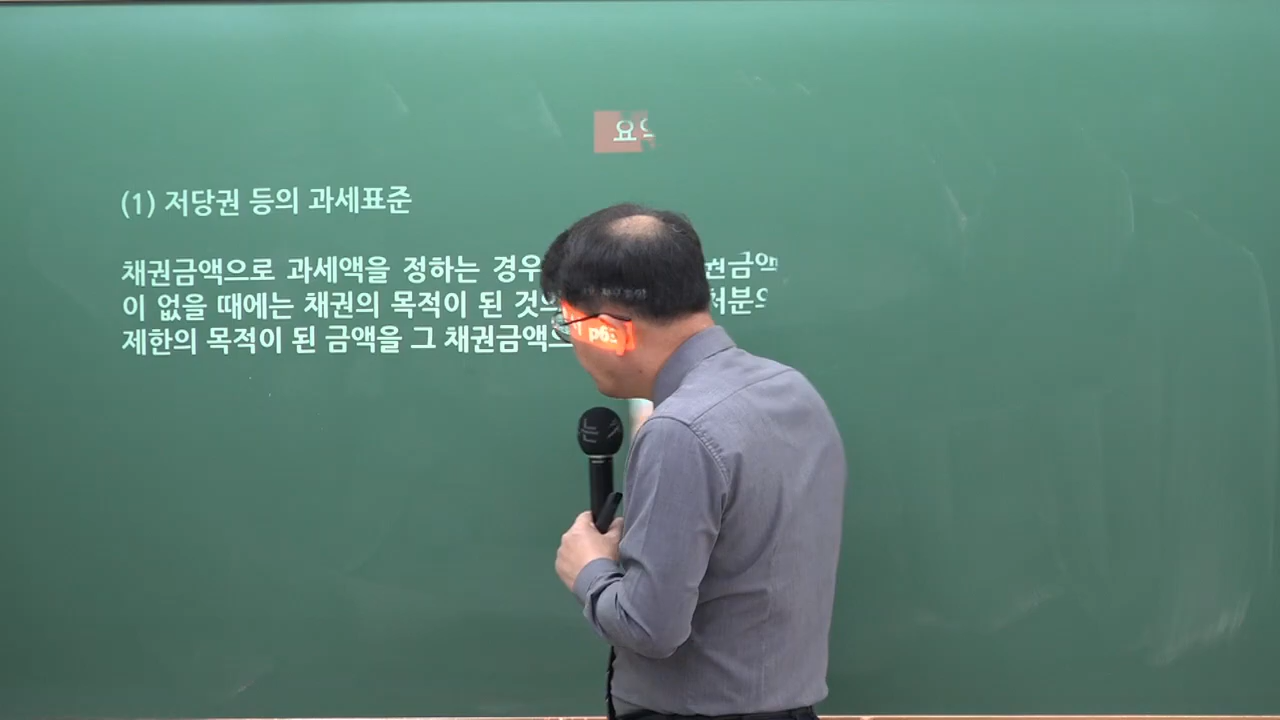 (1) 저당권 등의 과세표준
채권금액으로 과세액을 정하는 경우
이 없을 때에는 채권의 목적이 된
제한의 목적이 된 금액을 그 채권금액